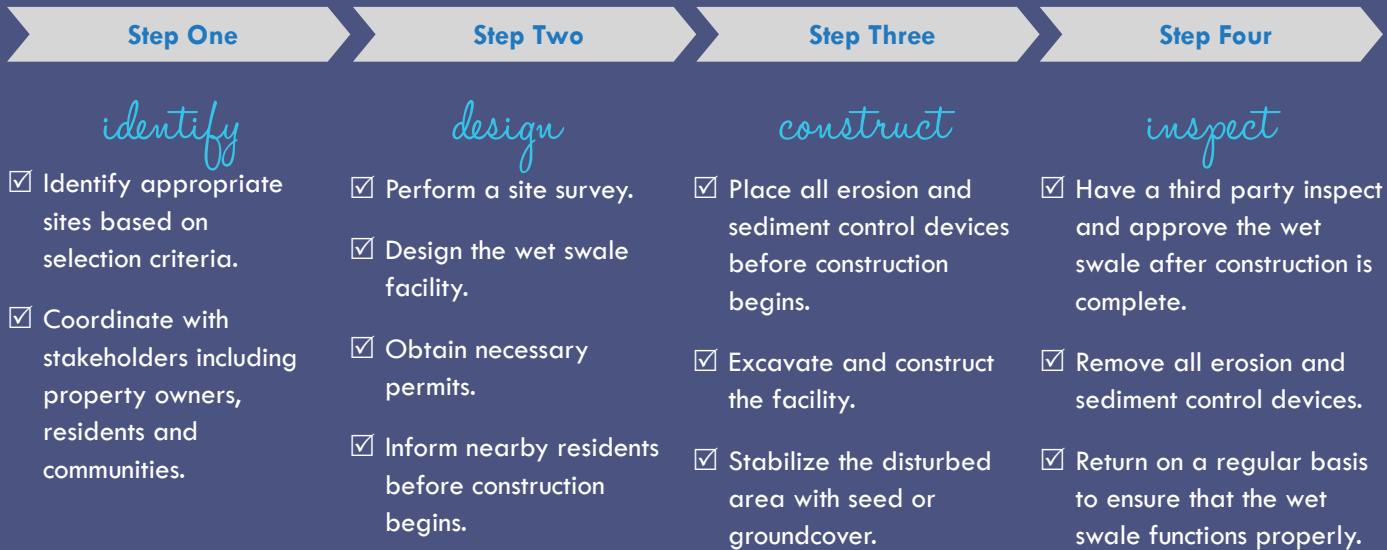 Step One
Step Two
Step Three
Step Four
identify
☑ Identify appropriate
sites based on
selection criteria.
☑ Coordinate with
stakeholders including
property owners,
residents and
communities.
design
☑ Perform a site survey.
☑ Design the wet swale
facility.
☑ Obtain necessary
permits.
☑ Inform nearby residents
before construction
begins.
construct
☑ Place all erosion and
sediment control devices
before construction
begins.
☑ Excavate and construct
the facility.
☑ Stabilize the disturbed
area with seed or
groundcover.
inspect
☑ Have a third party inspect
and approve the wet
swale after construction is
complete.
☑ Remove all erosion and
sediment control devices.
☑ Return on a regular basis
to ensure that the wet
swale functions properly.